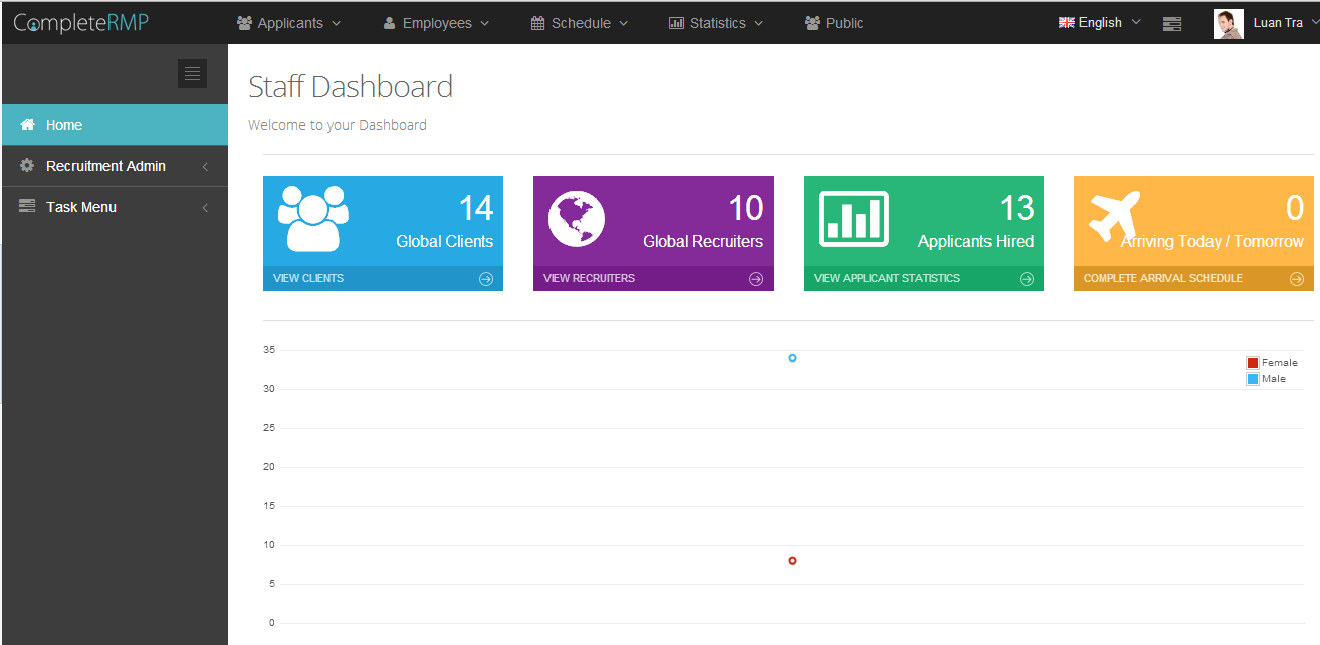 CompleteRMP
Applicants
Employees
Schedule
Statistics
Public
English
Luan Tra
Home
Recruitment Admin
Task Menu
Staff Dashboard
Welcome to your Dashboard
14
Global Clients
VIEW CLIENTS
10
Global Recruiters
VIEW RECRUITERS
13
Applicants Hired
VIEW APPLICANT STATISTICS
0
Arriving Today / Tomorrow
COMPLETE ARRIVAL SCHEDULE
35
30
25
20
15
10
5
0
Female
Male